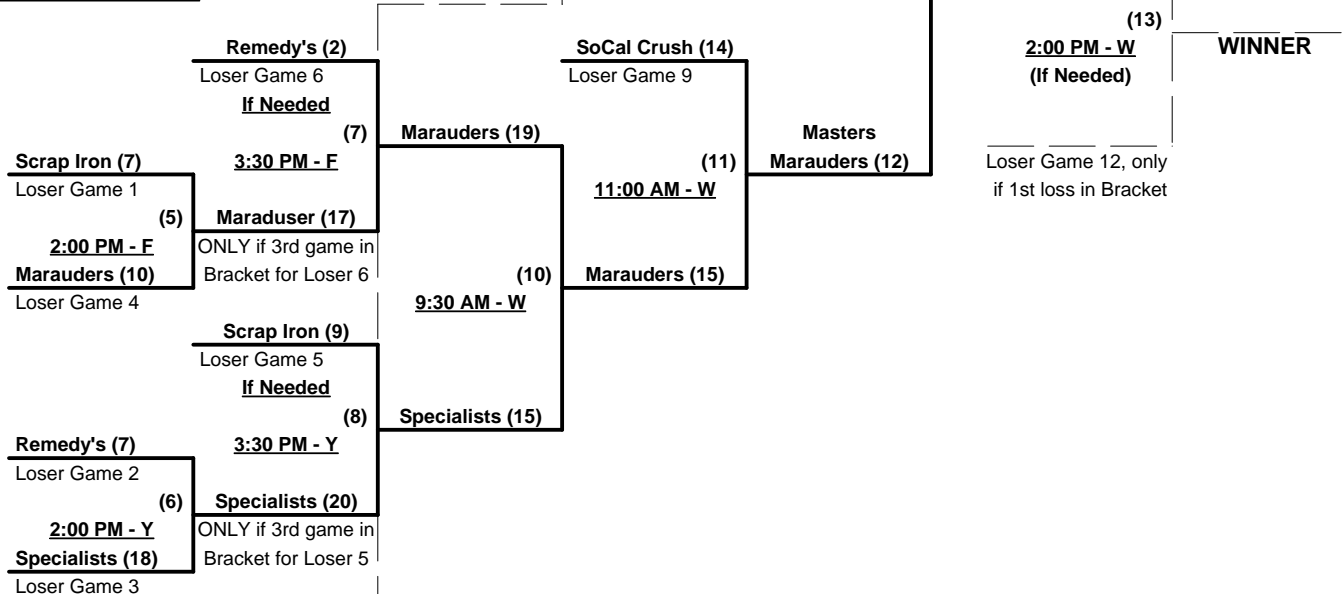 (13)
Remedy's (2)
SoCal Crush (14)
2:00 PM - W
WINNER
Loser Game 6
Loser Game 9
(If Needed)
If Needed
(7)
Marauders (19)
Masters
Scrap Iron (7)
3:30 PM - F
(11)
Marauders (12)
Loser Game 12, only
Loser Game 1
11:00 AM - W
if 1st loss in Bracket
(5)
Maraduser (17)
2:00 PM - F
ONLY if 3rd game in
Marauders (10)
Bracket for Loser 6
(10)
Marauders (15)
Loser Game 4
9:30 AM - W
Scrap Iron (9)
Loser Game 5
If Needed
(8)
Specialists (15)
Remedy's (7)
3:30 PM - Y
Loser Game 2
(6)
Specialists (20)
2:00 PM - Y
ONLY if 3rd game in
Specialists (18)
Bracket for Loser 5
Loser Game 3